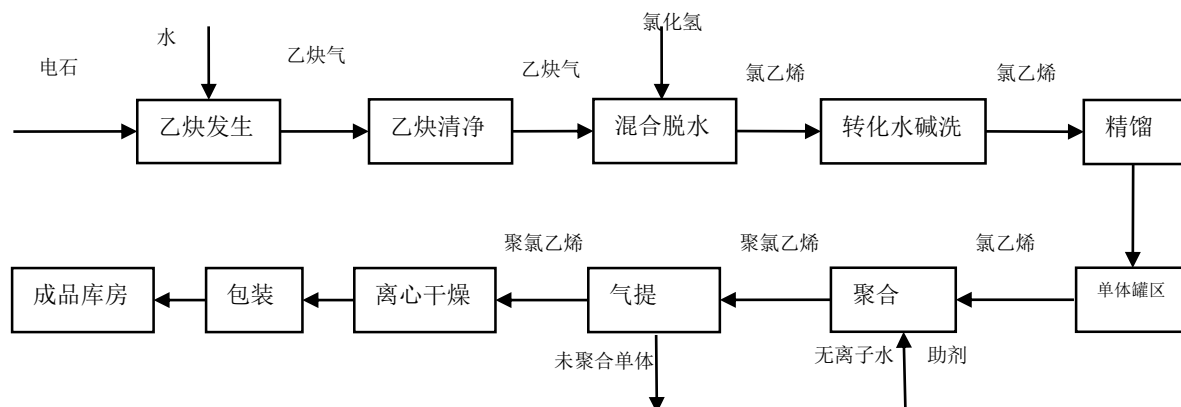 氯化氢
水
乙炔气
电石
乙炔气
氯乙烯
氯乙烯
乙炔发生
乙炔清净
混合脱水
转化水碱洗
精馏
聚氯乙烯
聚氯乙烯
氯乙烯
成品库房
包装
离心干燥
气提
聚合
单体罐区
未聚合单体
无离子水
助剂